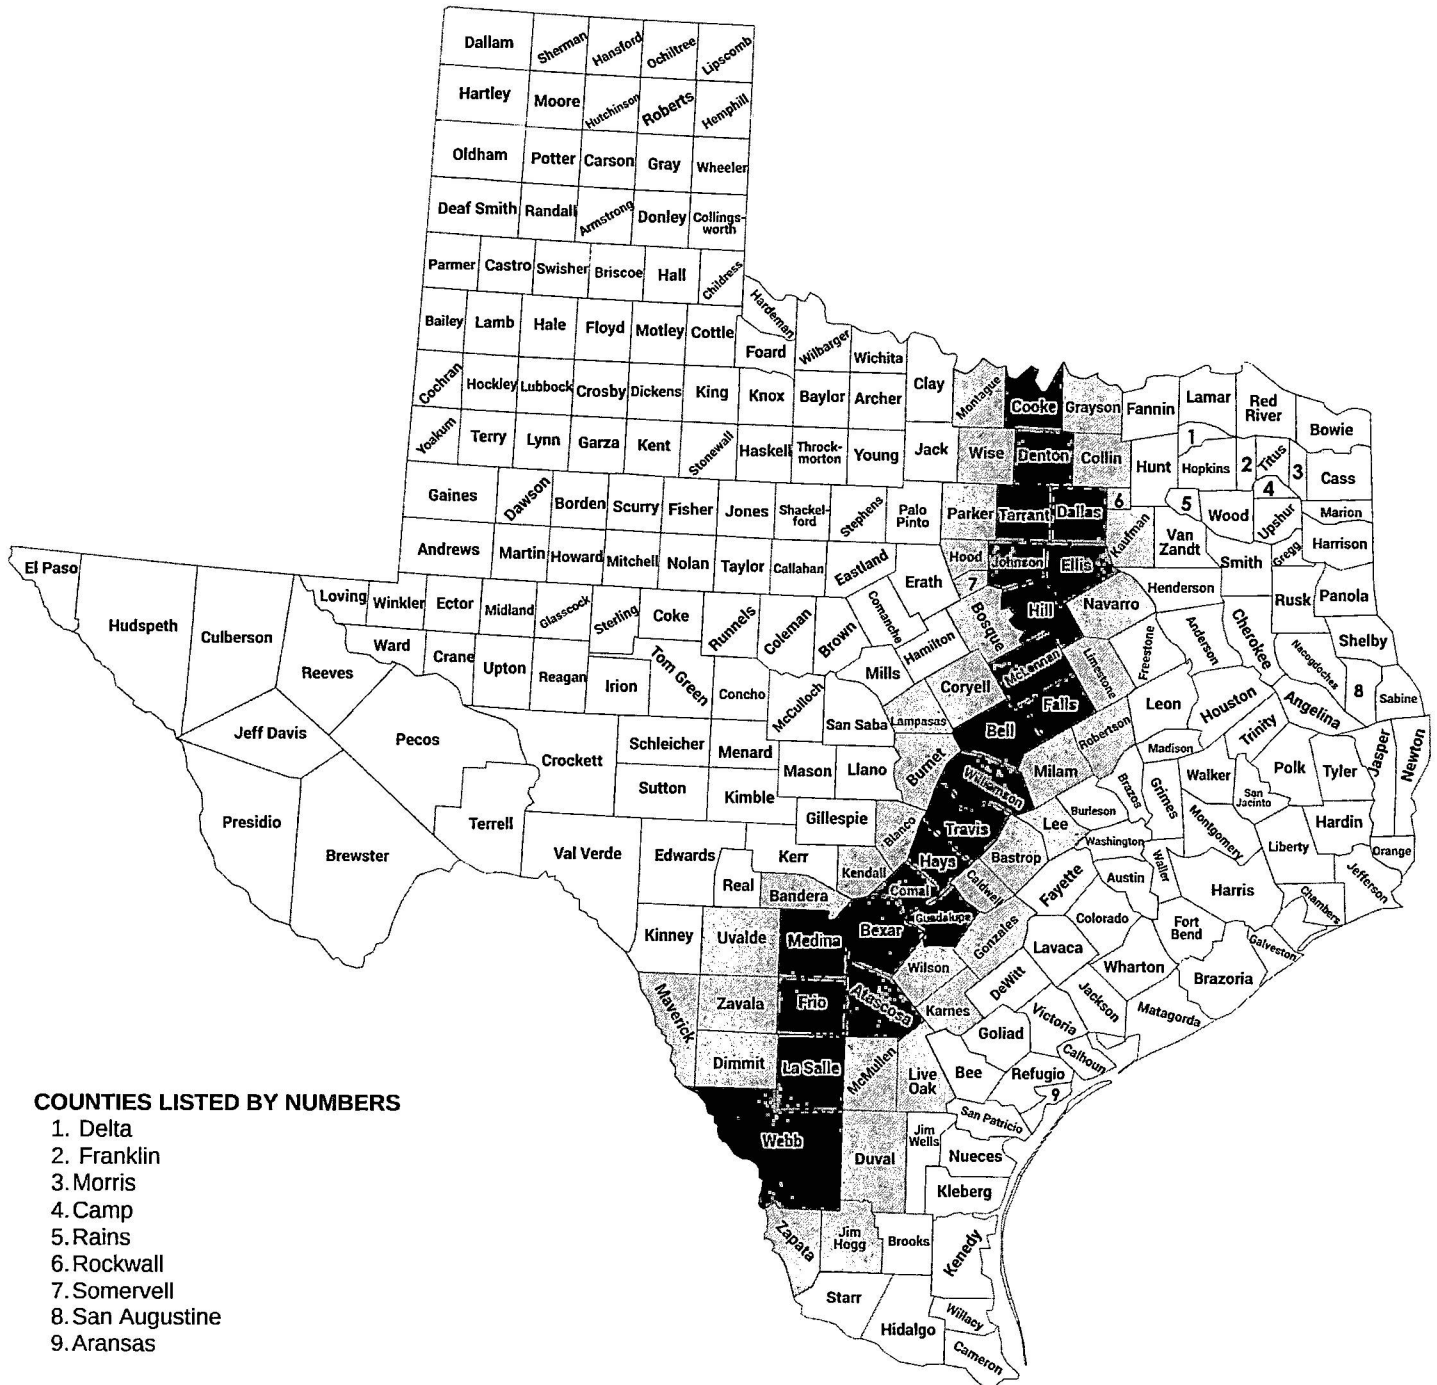 Dallam
Sherman
Hansford
Ochiltree
Lipscomb
Hartley
Moore
Hutchinson
Roberts
Hemphill
Oldham
Potter
Carson
Gray
Wheeler
Deaf Smith
Randall
Armstrong
Donley
Collings-
worth
Parmer
Castro
Swisher
Briscoe
Hall
Childress
Hardeman
Bailey
Lamb
Hale
Floyd
Motley
Cottle
Foard
Wilbarger
Wichita
Cochran
Hockley
Lubbock
Crosby
Dickens
King
Knox
Baylor
Archer
Clay
Montague
Cooke
Grayson
Fannin
Lamar
Red
River
Bowie
Yoakum
Terry
Lynn
Garza
Kent
Stonewall
Haskell
Throck-
morton
Young
Jack
Wise
Denton
Collin
Hunt
1
Hopkins
2
Titus
3
4
Cass
Gaines
Dawson
Borden
Scurry
Fisher
Jones
Shackel-
ford
Stephens
Palo
Pinto
Parker
Tarrant
Dallas
6
5
Wood
Upshur
Marion
Kaufman
Van
Zandt
Smith
Gregg
Harrison
Andrews
Martin
Howard
Mitchell
Nolan
Taylor
Callahan
Eastland
Erath
Hood
7
Johnson
Ellis
Henderson
Rusk
Panola
El Paso
Hudspeth
Culberson
Reeves
Loving
Winkler
Ector
Midland
Glasscock
Sterling
Coke
Runnels
Coleman
Brown
Comanche
Hamilton
Bosque
Hill
Navarro
Freestone
Anderson
Cherokee
Nacogdoches
Shelby
Ward
Crane
Upton
Reagan
Irion
Tom Green
Concho
McCulloch
Mills
San Saba
Lampasas
Coryell
McLennan
Limestone
Falls
Leon
Houston
Angelina
8
Sabine
Jeff Davis
Pecos
Crockett
Schleicher
Menard
Mason
Llano
Burnet
Bell
Robertson
Milam
Madison
Trinity
Walker
Polk
Tyler
Jasper
Newton
Presidio
Brewster
Terrell
Sutton
Kimble
Gillespie
Blanco
Williamson
Travis
Lee
Burleson
Brazos
Grimes
San
Jacinto
Montgomery
Hardin
Liberty
Orange
Jefferson
Val Verde
Edwards
Kerr
Real
Bandera
Kendall
Hays
Comal
Bastrop
Caldwell
Washington
Waller
Austin
Fayette
Harris
Chambers
Kinney
Uvalde
Medina
Bexar
Guadalupe
Gonzales
Colorado
Fort
Bend
Galveston
Lavaca
Wilson
Wharton
Brazoria
Maverick
Zavala
Frio
Atascosa
Karnes
DeWitt
Jackson
Matagorda
Victoria
Goliad
Calhoun
Dimmit
La Salle
McMullen
Live
Oak
Bee
Refugio
9
San Patricio
Webb
Duval
Jim
Wells
Nueces
Kleberg
Zapata
Jim
Hogg
Brooks
Kenedy
Starr
Hidalgo
Willacy
Cameron
COUNTIES LISTED BY NUMBERS
1. Delta
2. Franklin
3. Morris
4. Camp
5. Rains
6. Rockwall
7. Somervell
8. San Augustine
9. Aransas